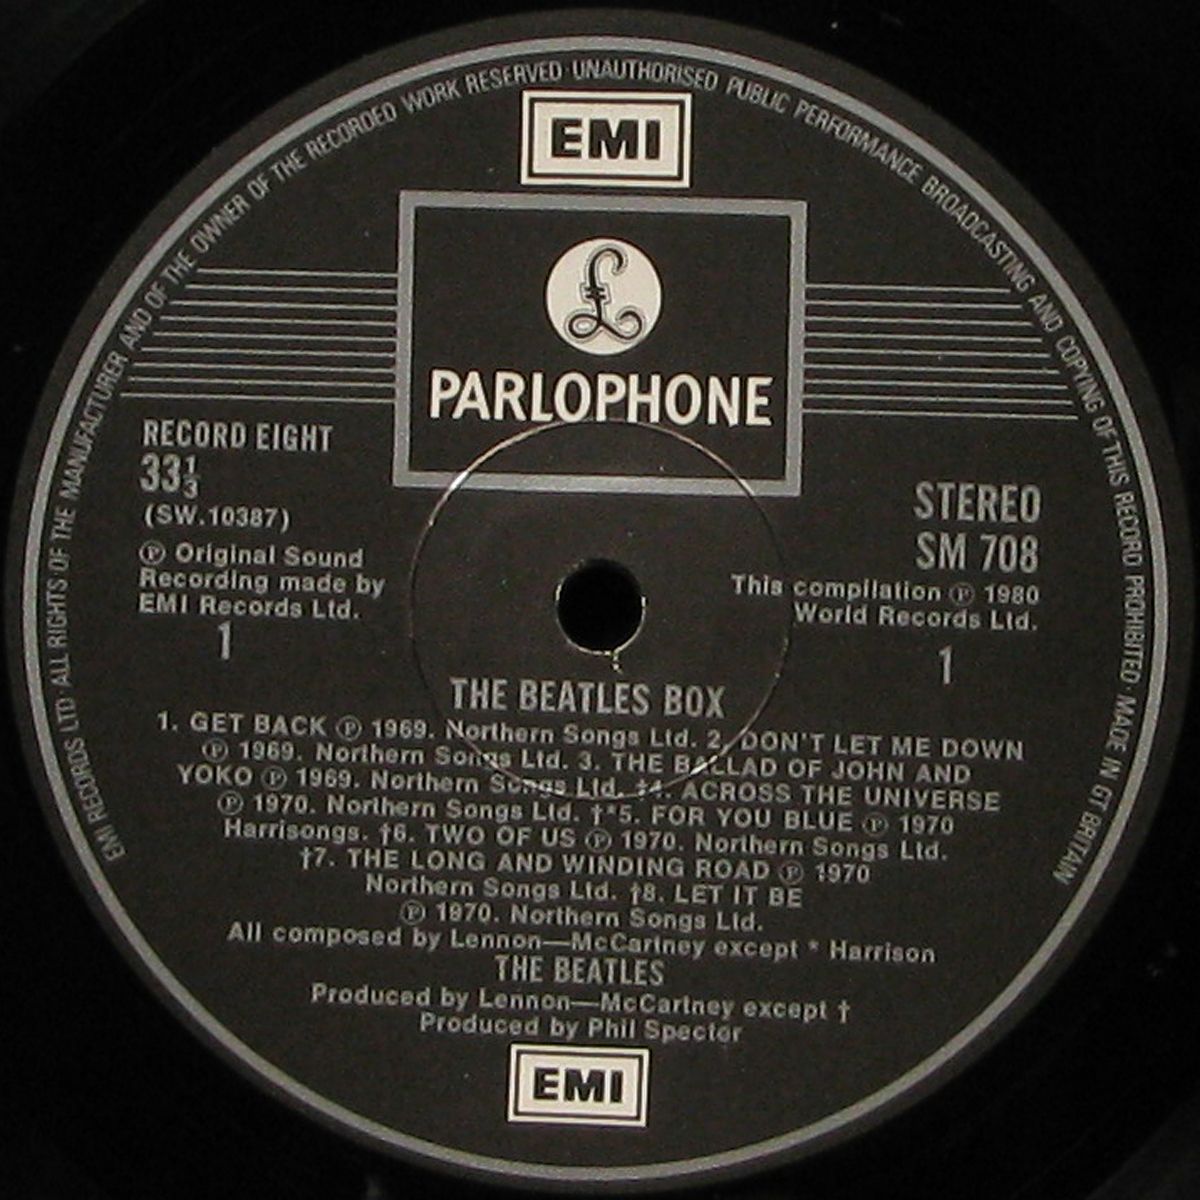 EMI RECORDS LTD · ALL RIGHTS OF THE MANUFACTURER AND OF THE OWNER OF THE RECORDED WORK RESERVED · UNAUTHORISED PUBLIC PERFORMANCE BROADCASTING AND COPYING OF THIS RECORD PROHIBITED · MADE IN GT BRITAIN
EMI
£
PARLOPHONE
RECORD EIGHT
33⅓
(SW.10387)
℗ Original Sound
Recording made by
EMI Records Ltd.
1
STEREO
SM 708
This compilation ℗ 1980
World Records Ltd.
1
THE BEATLES BOX
1. GET BACK ℗ 1969. Northern Songs Ltd. 2. DON'T LET ME DOWN
℗ 1969. Northern Songs Ltd. 3. THE BALLAD OF JOHN AND
YOKO ℗ 1969. Northern Songs Ltd. †4. ACROSS THE UNIVERSE
℗ 1970. Northern Songs Ltd. †*5. FOR YOU BLUE ℗ 1970
Harrisongs. †6. TWO OF US ℗ 1970. Northern Songs Ltd.
†7. THE LONG AND WINDING ROAD ℗ 1970
Northern Songs Ltd. †8. LET IT BE
℗ 1970. Northern Songs Ltd.
All composed by Lennon—McCartney except * Harrison
THE BEATLES
Produced by Lennon—McCartney except †
Produced by Phil Spector
EMI